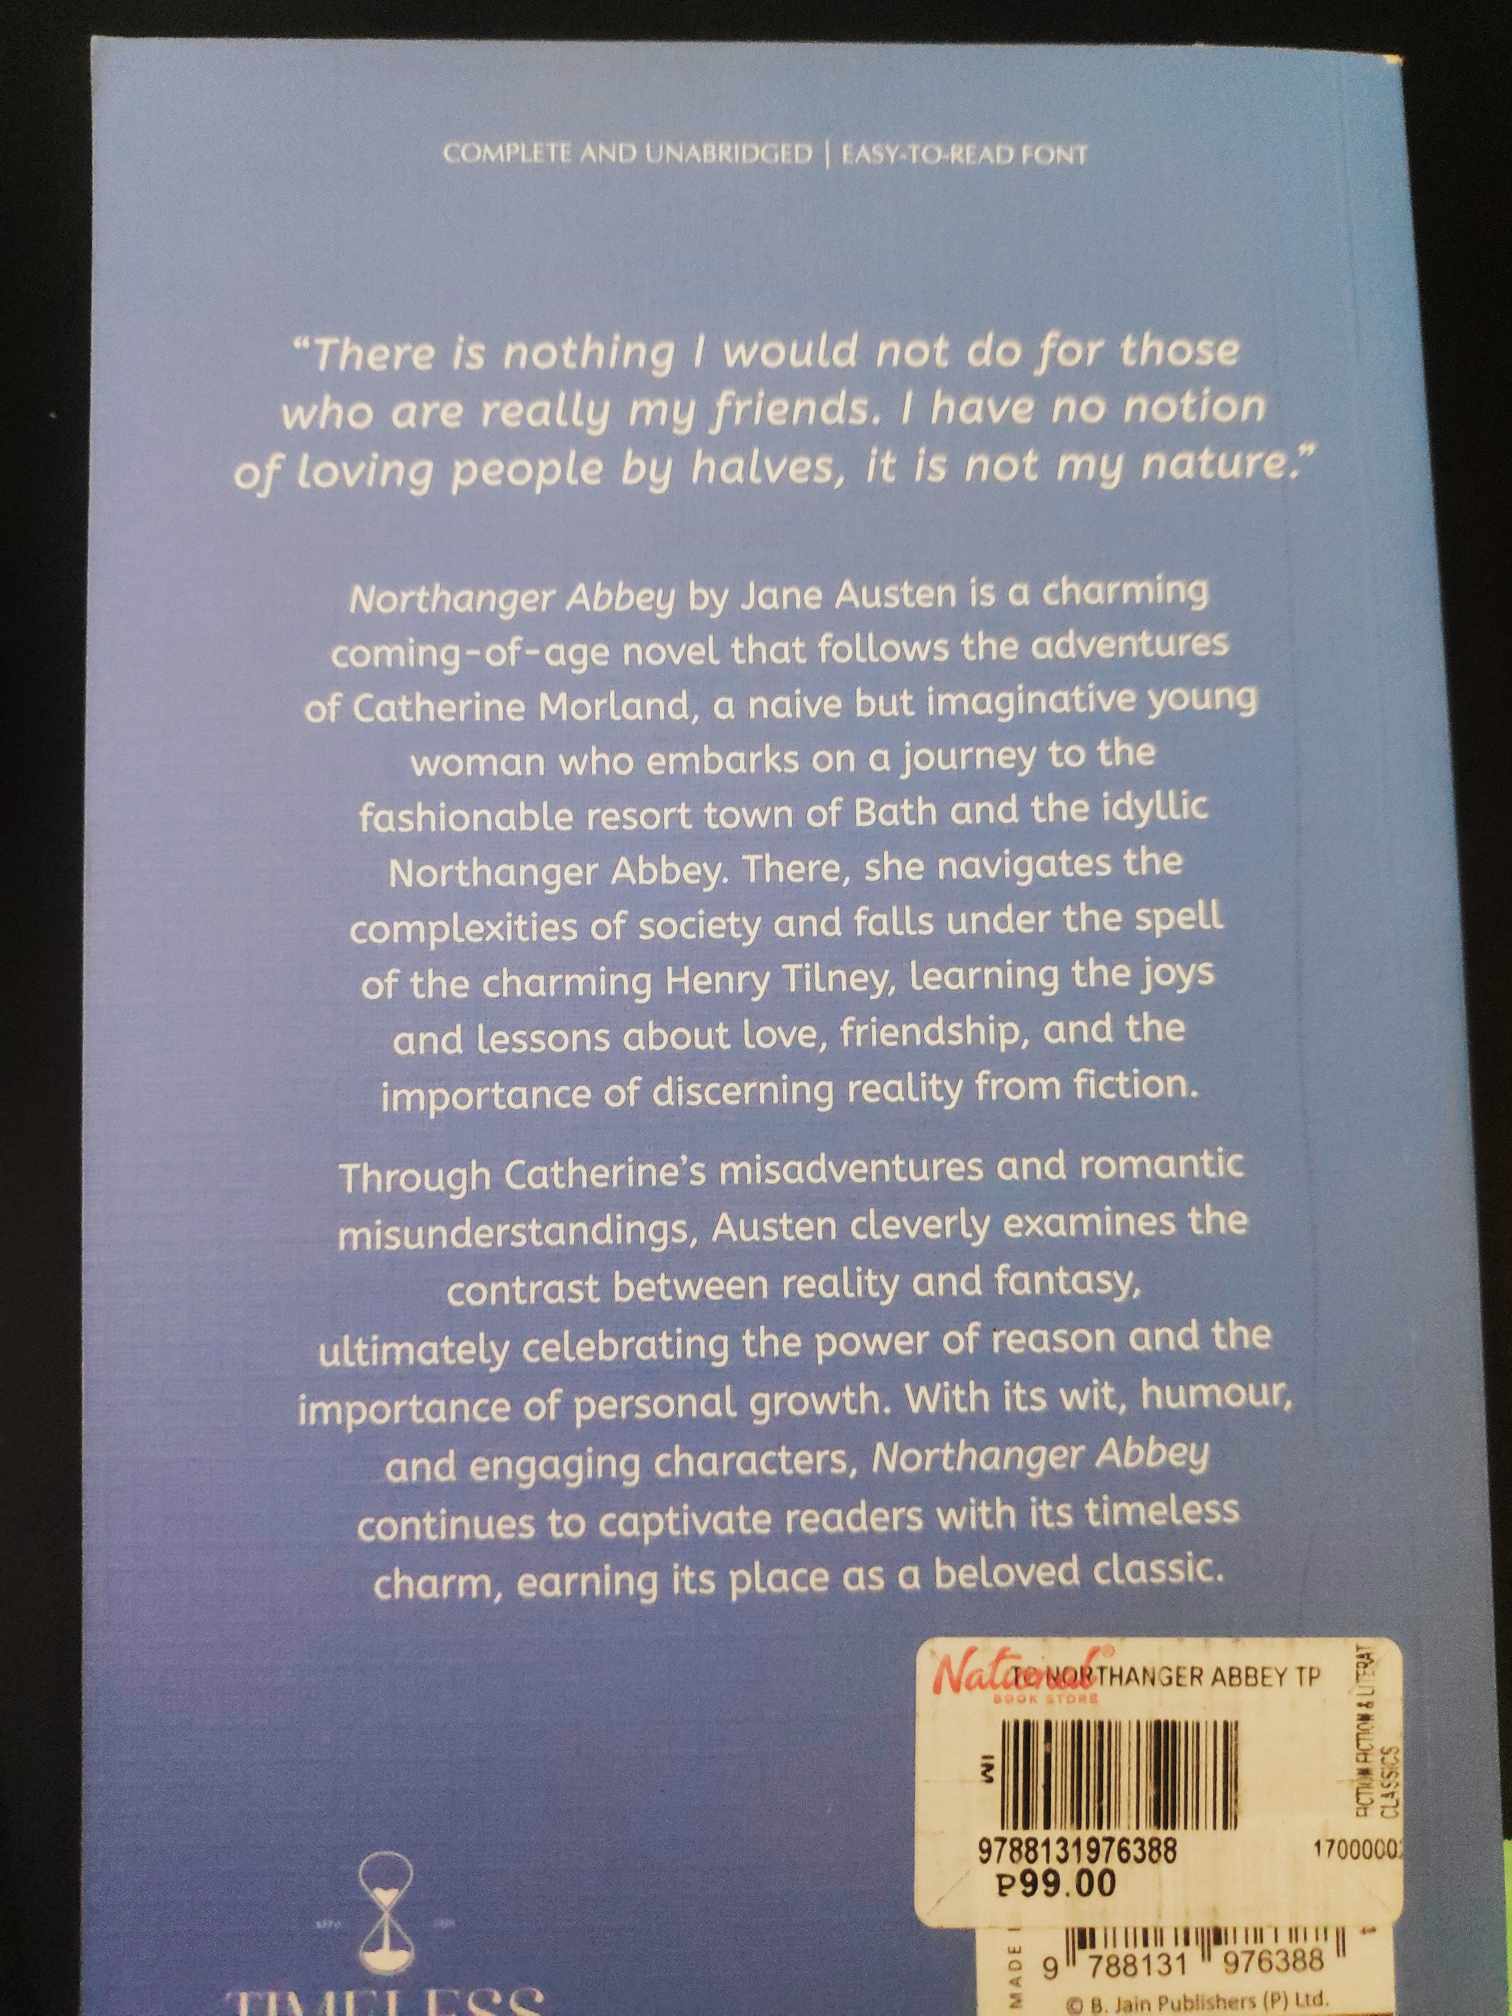 COMPLETE AND UNABRIDGED | EASY-TO-READ FONT
“There is nothing I would not do for those
who are really my friends. I have no notion
of loving people by halves, it is not my nature.”
Northanger Abbey by Jane Austen is a charming
coming-of-age novel that follows the adventures
of Catherine Morland, a naive but imaginative young
woman who embarks on a journey to the
fashionable resort town of Bath and the idyllic
Northanger Abbey. There, she navigates the
complexities of society and falls under the spell
of the charming Henry Tilney, learning the joys
and lessons about love, friendship, and the
importance of discerning reality from fiction.
Through Catherine’s misadventures and romantic
misunderstandings, Austen cleverly examines the
contrast between reality and fantasy,
ultimately celebrating the power of reason and the
importance of personal growth. With its wit, humour,
and engaging characters, Northanger Abbey
continues to captivate readers with its timeless
charm, earning its place as a beloved classic.
National®
BOOK STORE
NORTHANGER ABBEY TP
FICTION FICTION & LITERAT
CLASSICS
IM
9788131976388
1700000
₱99.00
TIMELESS
MADE
9 788131 976388
© B. Jain Publishers (P) Ltd.